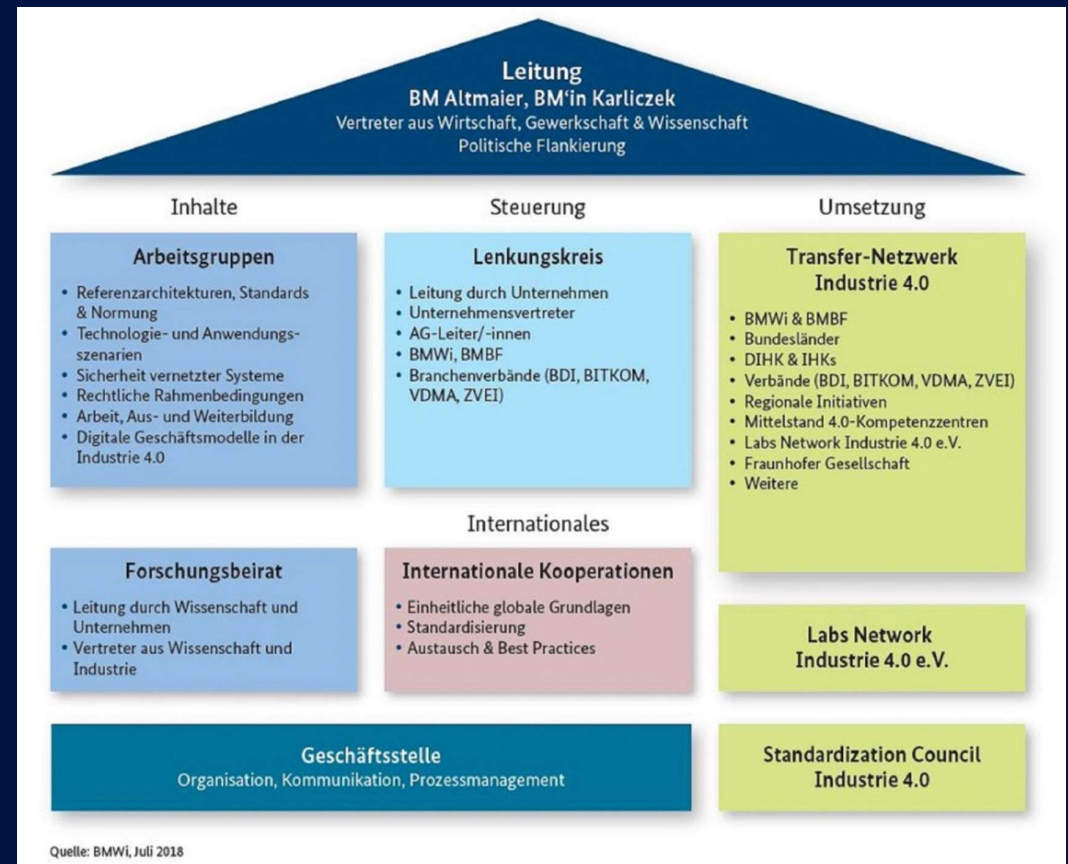 Leitung
BM Altmaier, BM‘in Karliczek
Vertreter aus Wirtschaft, Gewerkschaft & Wissenschaft
Politische Flankierung
Inhalte
Arbeitsgruppen
• Referenzarchitekturen, Standards
& Normung
• Technologie- und Anwendungs-
szenarien
• Sicherheit vernetzter Systeme
• Rechtliche Rahmenbedingungen
• Arbeit, Aus- und Weiterbildung
• Digitale Geschäftsmodelle in der
Industrie 4.0
Forschungsbeirat
• Leitung durch Wissenschaft und
Unternehmen
• Vertreter aus Wissenschaft und
Industrie
Steuerung
Lenkungskreis
• Leitung durch Unternehmen
• Unternehmensvertreter
• AG-Leiter/-innen
• BMWi, BMBF
• Branchenverbände (BDI, BITKOM,
VDMA, ZVEI)
Internationales
Internationale Kooperationen
• Einheitliche globale Grundlagen
• Standardisierung
• Austausch & Best Practices
Umsetzung
Transfer-Netzwerk
Industrie 4.0
• BMWi & BMBF
• Bundesländer
• DIHK & IHKs
• Verbände (BDI, BITKOM, VDMA, ZVEI)
• Regionale Initiativen
• Mittelstand 4.0-Kompetenzzentren
• Labs Network Industrie 4.0 e.V.
• Fraunhofer Gesellschaft
• Weitere
Labs Network
Industrie 4.0 e.V.
Standardization Council
Industrie 4.0
Geschäftsstelle
Organisation, Kommunikation, Prozessmanagement
Quelle: BMWi, Juli 2018